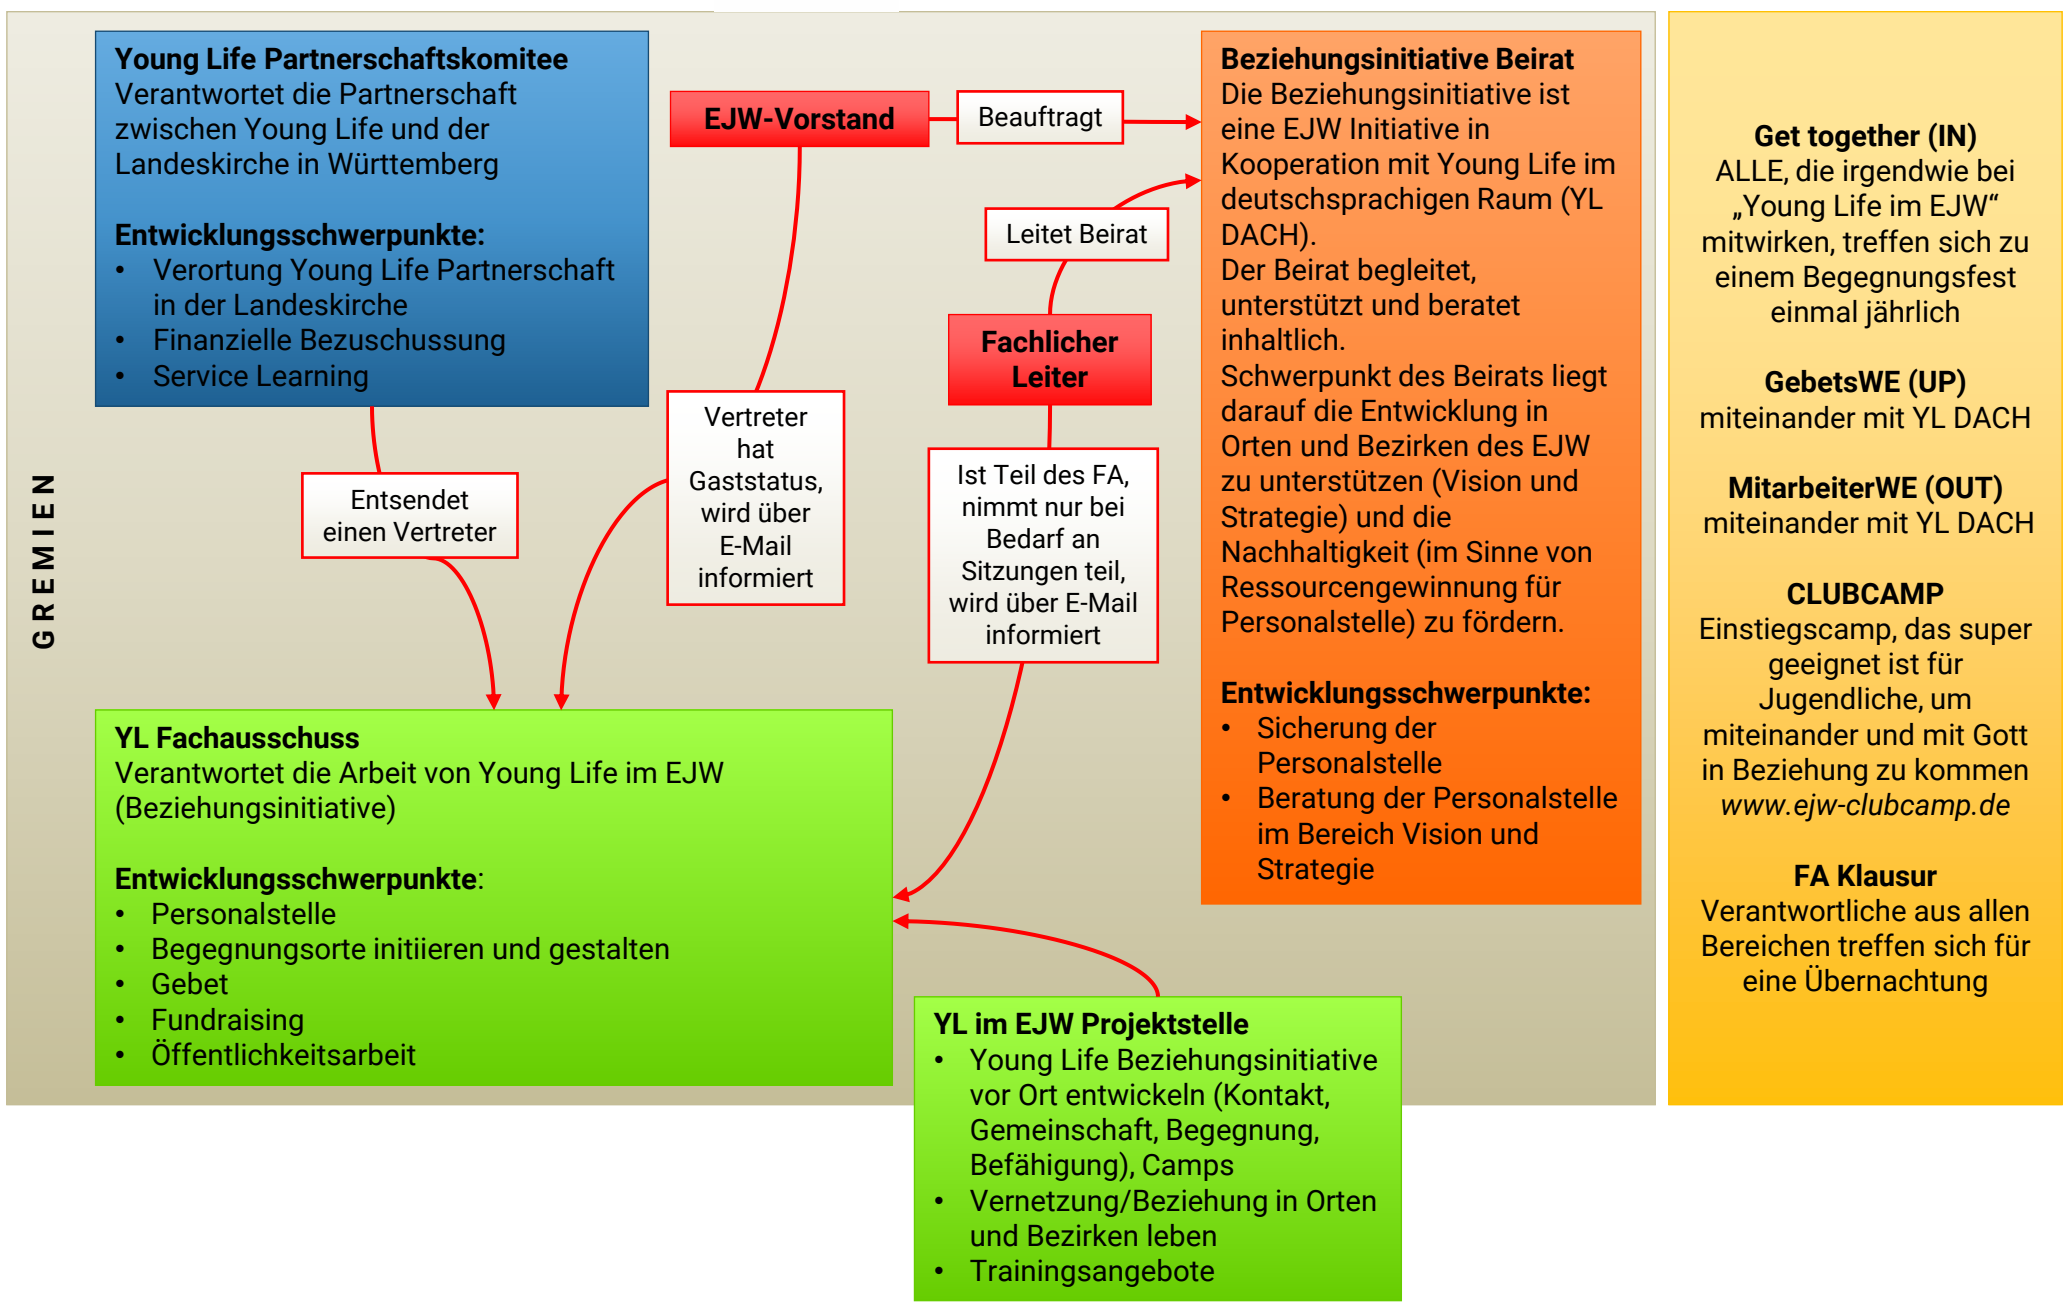 GREMIEN
Young Life Partnerschaftskomitee
Verantwortet die Partnerschaft
zwischen Young Life und der
Landeskirche in Württemberg
Entwicklungsschwerpunkte:
• Verortung Young Life Partnerschaft
in der Landeskirche
• Finanzielle Bezuschussung
• Service Learning
Entsendet
einen Vertreter
EJW-Vorstand
Beauftragt
Vertreter
hat
Gaststatus,
wird über
E-Mail
informiert
Leitet Beirat
Fachlicher
Leiter
Ist Teil des FA,
nimmt nur bei
Bedarf an
Sitzungen teil,
wird über E-Mail
informiert
Beziehungsinitiative Beirat
Die Beziehungsinitiative ist
eine EJW Initiative in
Kooperation mit Young Life im
deutschsprachigen Raum (YL
DACH).
Der Beirat begleitet,
unterstützt und beratet
inhaltlich.
Schwerpunkt des Beirats liegt
darauf die Entwicklung in
Orten und Bezirken des EJW
zu unterstützen (Vision und
Strategie) und die
Nachhaltigkeit (im Sinne von
Ressourcengewinnung für
Personalstelle) zu fördern.
Entwicklungsschwerpunkte:
• Sicherung der
Personalstelle
• Beratung der Personalstelle
im Bereich Vision und
Strategie
YL Fachausschuss
Verantwortet die Arbeit von Young Life im EJW
(Beziehungsinitiative)
Entwicklungsschwerpunkte:
• Personalstelle
• Begegnungsorte initiieren und gestalten
• Gebet
• Fundraising
• Öffentlichkeitsarbeit
YL im EJW Projektstelle
• Young Life Beziehungsinitiative
vor Ort entwickeln (Kontakt,
Gemeinschaft, Begegnung,
Befähigung), Camps
• Vernetzung/Beziehung in Orten
und Bezirken leben
• Trainingsangebote
Get together (IN)
ALLE, die irgendwie bei
„Young Life im EJW“
mitwirken, treffen sich zu
einem Begegnungsfest
einmal jährlich
GebetsWE (UP)
miteinander mit YL DACH
MitarbeiterWE (OUT)
miteinander mit YL DACH
CLUBCAMP
Einstiegscamp, das super
geeignet ist für
Jugendliche, um
miteinander und mit Gott
in Beziehung zu kommen
www.ejw-clubcamp.de
FA Klausur
Verantwortliche aus allen
Bereichen treffen sich für
eine Übernachtung